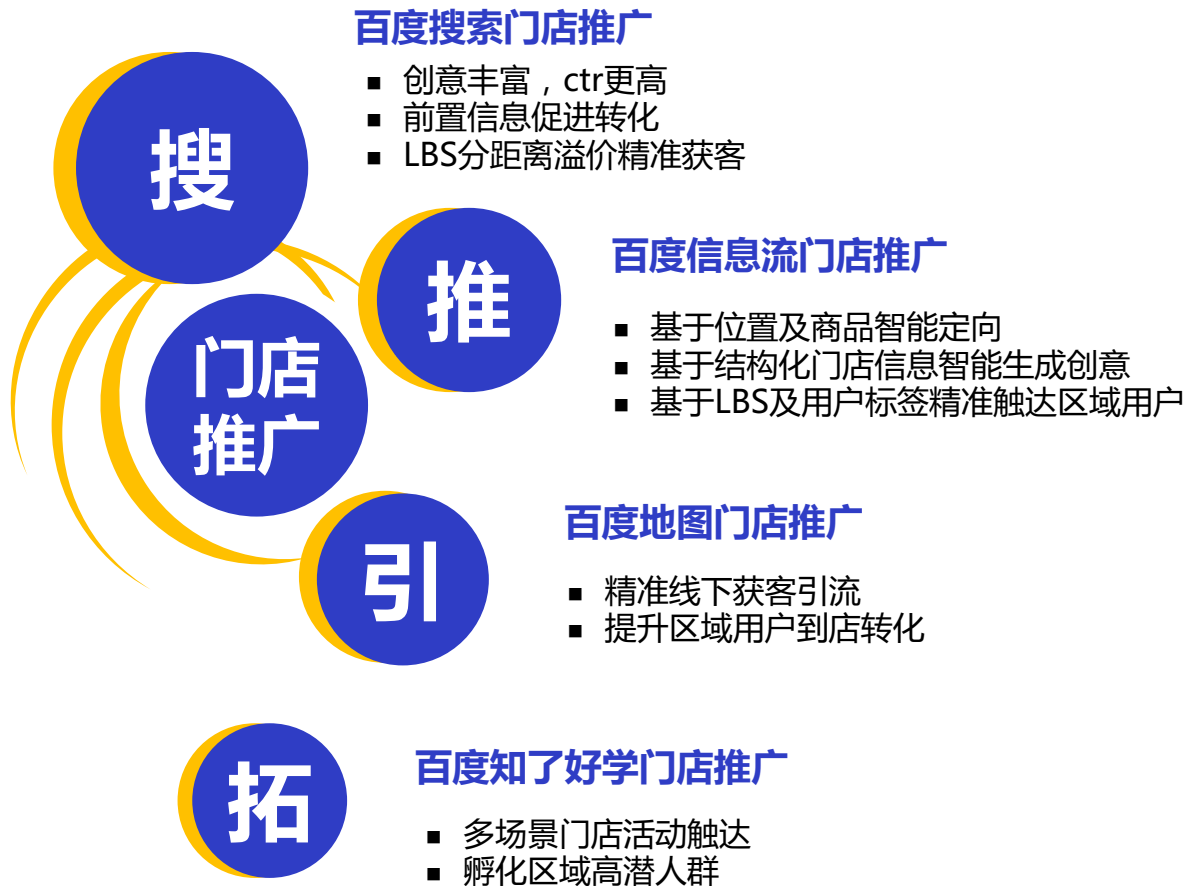 百度搜索门店推广
■ 创意丰富，ctr更高
■ 前置信息促进转化
■ LBS分距离溢价精准获客
搜
推
百度信息流门店推广
■ 基于位置及商品智能定向
■ 基于结构化门店信息智能生成创意
■ 基于LBS及用户标签精准触达区域用户
门店
推广
引
百度地图门店推广
■ 精准线下获客引流
■ 提升区域用户到店转化
拓
百度知了好学门店推广
■ 多场景门店活动触达
■ 孵化区域高潜人群